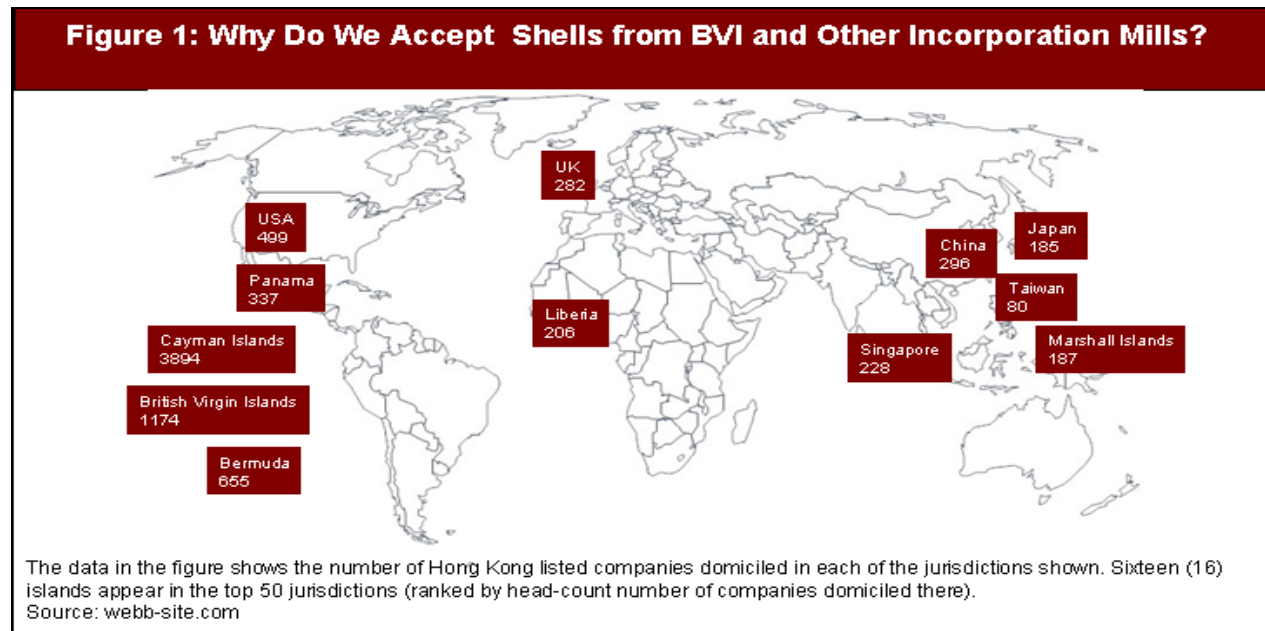 Figure 1: Why Do We Accept Shells from BVI and Other Incorporation Mills?
UK
282
USA
499
Japan
185
China
296
Panama
337
Taiwan
80
Liberia
206
Cayman Islands
3894
Singapore
228
Marshall Islands
187
British Virgin Islands
1174
Bermuda
655
The data in the figure shows the number of Hong Kong listed companies domiciled in each of the jurisdictions shown. Sixteen (16)
islands appear in the top 50 jurisdictions (ranked by head-count number of companies domiciled there).
Source: webb-site.com